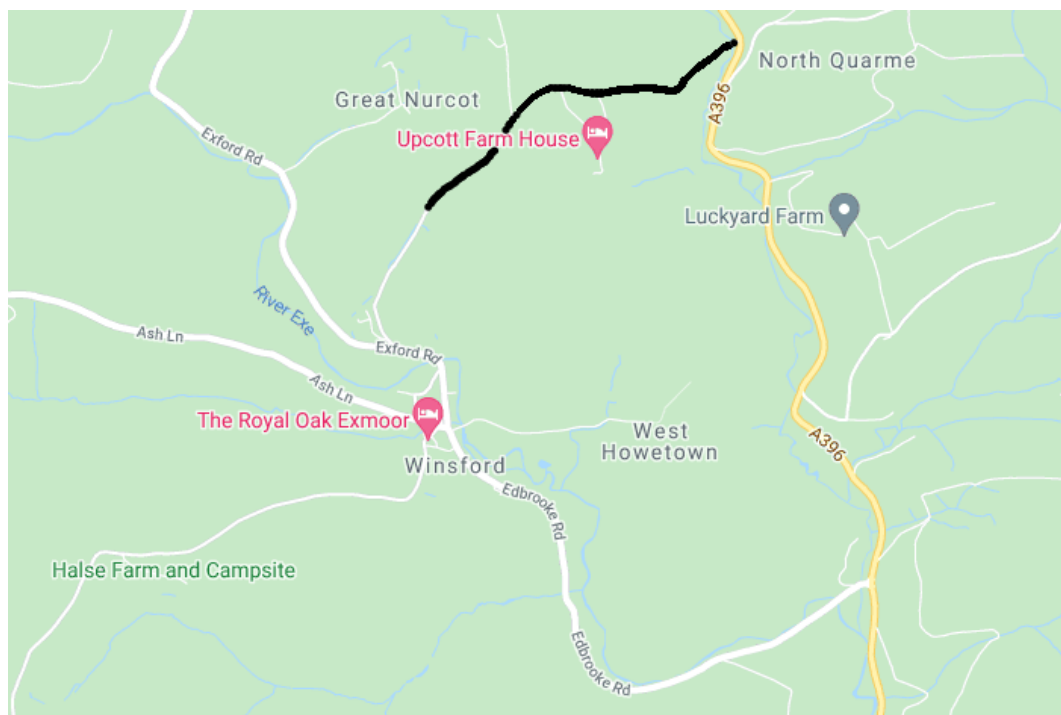 North Quarme
Great Nurcot
A396
Exford Rd
Upcott Farm House
Luckyard Farm
River Exe
Ash Ln
Exford Rd
Ash Ln
The Royal Oak Exmoor
West
Howetown
A396
Winsford
Edbrooke Rd
Halse Farm and Campsite
Edbrooke Rd